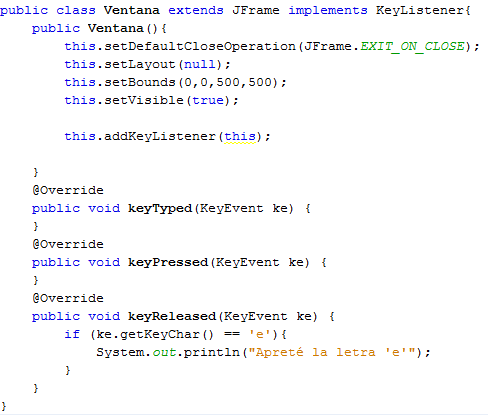 public class Ventana extends JFrame implements KeyListener{
    public Ventana(){
        this.setDefaultCloseOperation(JFrame.EXIT_ON_CLOSE);
        this.setLayout(null);
        this.setBounds(0,0,500,500);
        this.setVisible(true);

        this.addKeyListener(this);

    }
    @Override
    public void keyTyped(KeyEvent ke) {
    }
    @Override
    public void keyPressed(KeyEvent ke) {
    }
    @Override
    public void keyReleased(KeyEvent ke) {
        if (ke.getKeyChar() == 'e'){
            System.out.println("Apreté la letra 'e'");
        }
    }
}